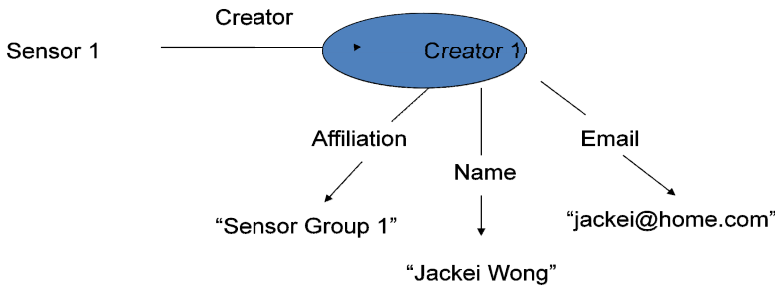 Creator
Sensor 1
Creator 1
Affiliation
Email
Name
“Sensor Group 1”
“jackei@home.com”
“Jackei Wong”